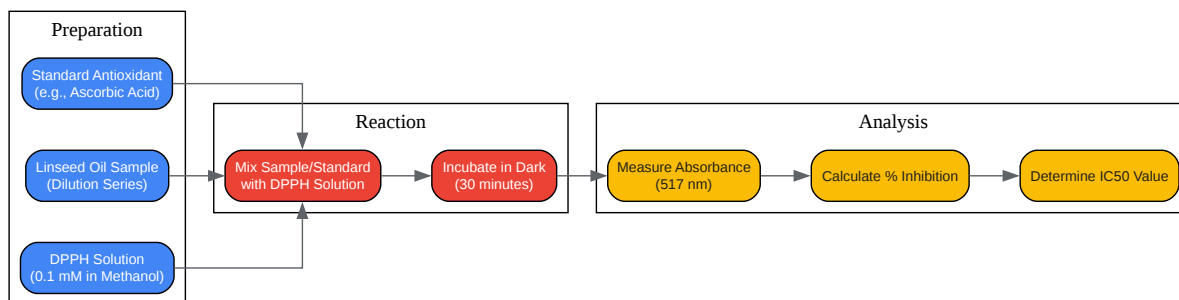 Preparation
Standard Antioxidant
(e.g., Ascorbic Acid)
Linseed Oil Sample
(Dilution Series)
DPPH Solution
(0.1 mM in Methanol)
Reaction
Mix Sample/Standard
with DPPH Solution
Incubate in Dark
(30 minutes)
Analysis
Measure Absorbance
(517 nm)
Calculate % Inhibition
Determine IC50 Value